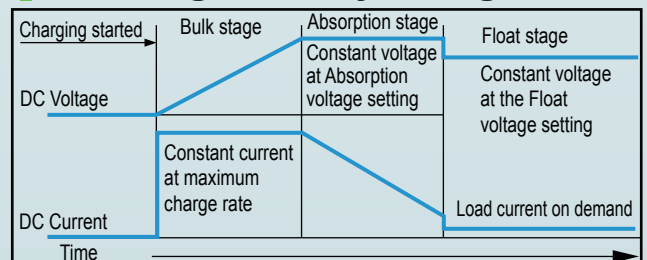 Charging started
Bulk stage
Absorption stage
Float stage
Constant voltage
at Absorption
voltage setting
Constant voltage
at the Float
voltage setting
DC Voltage
Constant current
at maximum
charge rate
Load current on demand
DC Current
Time